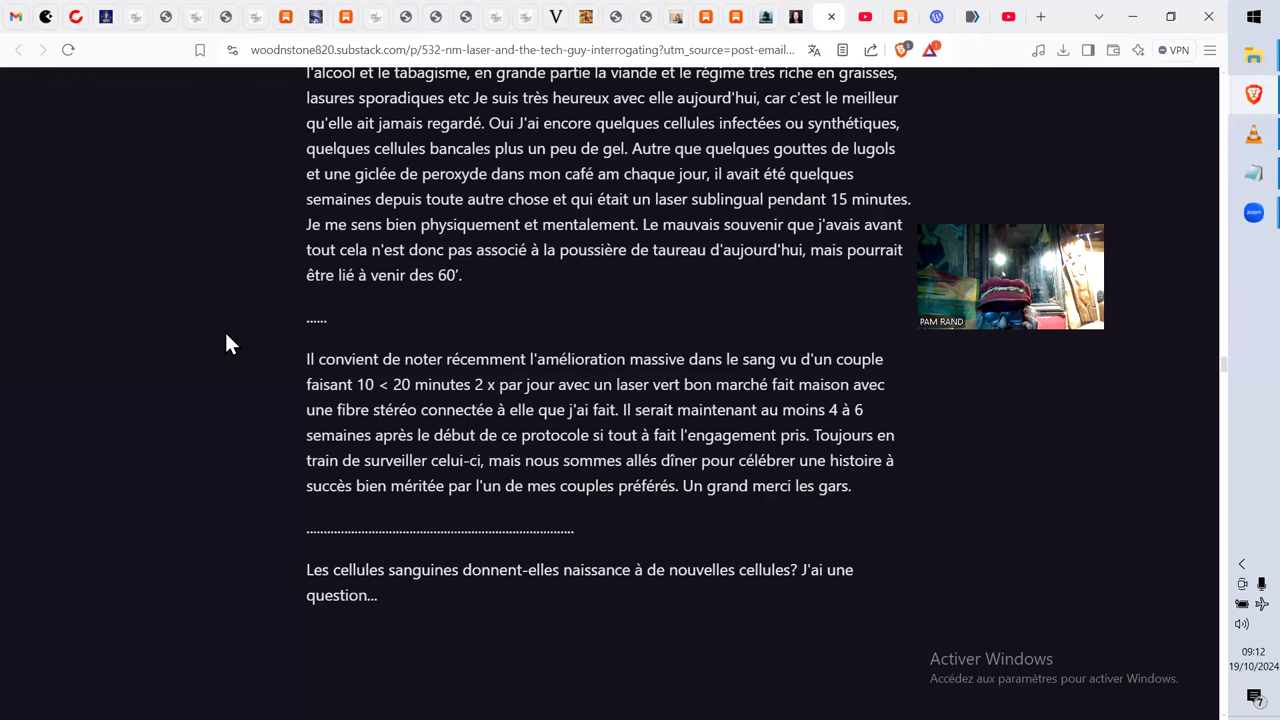 woodnstone820.substack.com/p/532-nm-laser-and-the-tech-guy-interrogating?utm_source=post-email...
5
1
VPN
l'alcool et le tabagisme, en grande partie la viande et le régime très riche en graisses,
lasures sporadiques etc Je suis très heureux avec elle aujourd'hui, car c'est le meilleur
qu'elle ait jamais regardé. Oui J'ai encore quelques cellules infectées ou synthétiques,
quelques cellules bancales plus un peu de gel. Autre que quelques gouttes de lugols
et une giclée de peroxyde dans mon café am chaque jour, il avait été quelques
semaines depuis toute autre chose et qui était un laser sublingual pendant 15 minutes.
Je me sens bien physiquement et mentalement. Le mauvais souvenir que j'avais avant
tout cela n'est donc pas associé à la poussière de taureau d'aujourd'hui, mais pourrait
être lié à venir des 60′.
PAM RAND
......
Il convient de noter récemment l'amélioration massive dans le sang vu d'un couple
faisant 10 < 20 minutes 2 x par jour avec un laser vert bon marché fait maison avec
une fibre stéréo connectée à elle que j'ai fait. Il serait maintenant au moins 4 à 6
semaines après le début de ce protocole si tout à fait l'engagement pris. Toujours en
train de surveiller celui-ci, mais nous sommes allés dîner pour célébrer une histoire à
succès bien méritée par l'un de mes couples préférés. Un grand merci les gars.
..............................................................................
Les cellules sanguines donnent-elles naissance à de nouvelles cellules? J'ai une
question...
Activer Windows
Accédez aux paramètres pour activer Windows.
zoom
09:12
19/10/2024
7